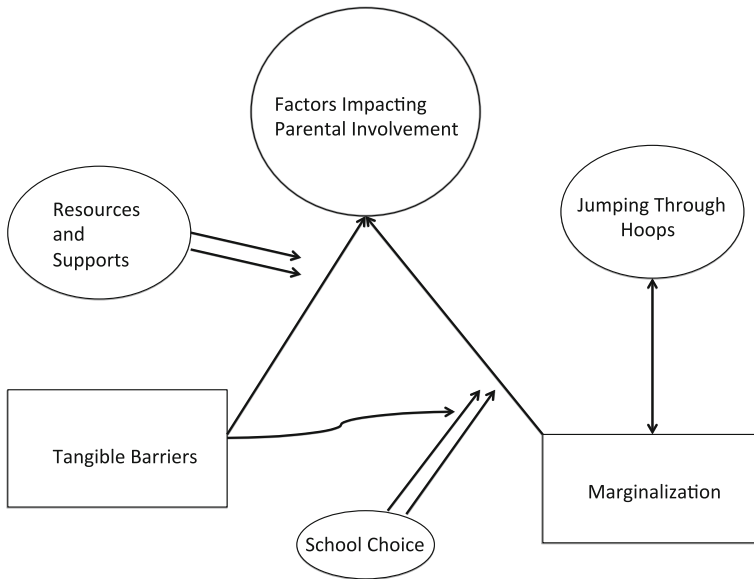 Factors Impacting
Parental Involvement
Resources
and
Supports
Jumping Through
Hoops
Tangible Barriers
Marginalization
School Choice